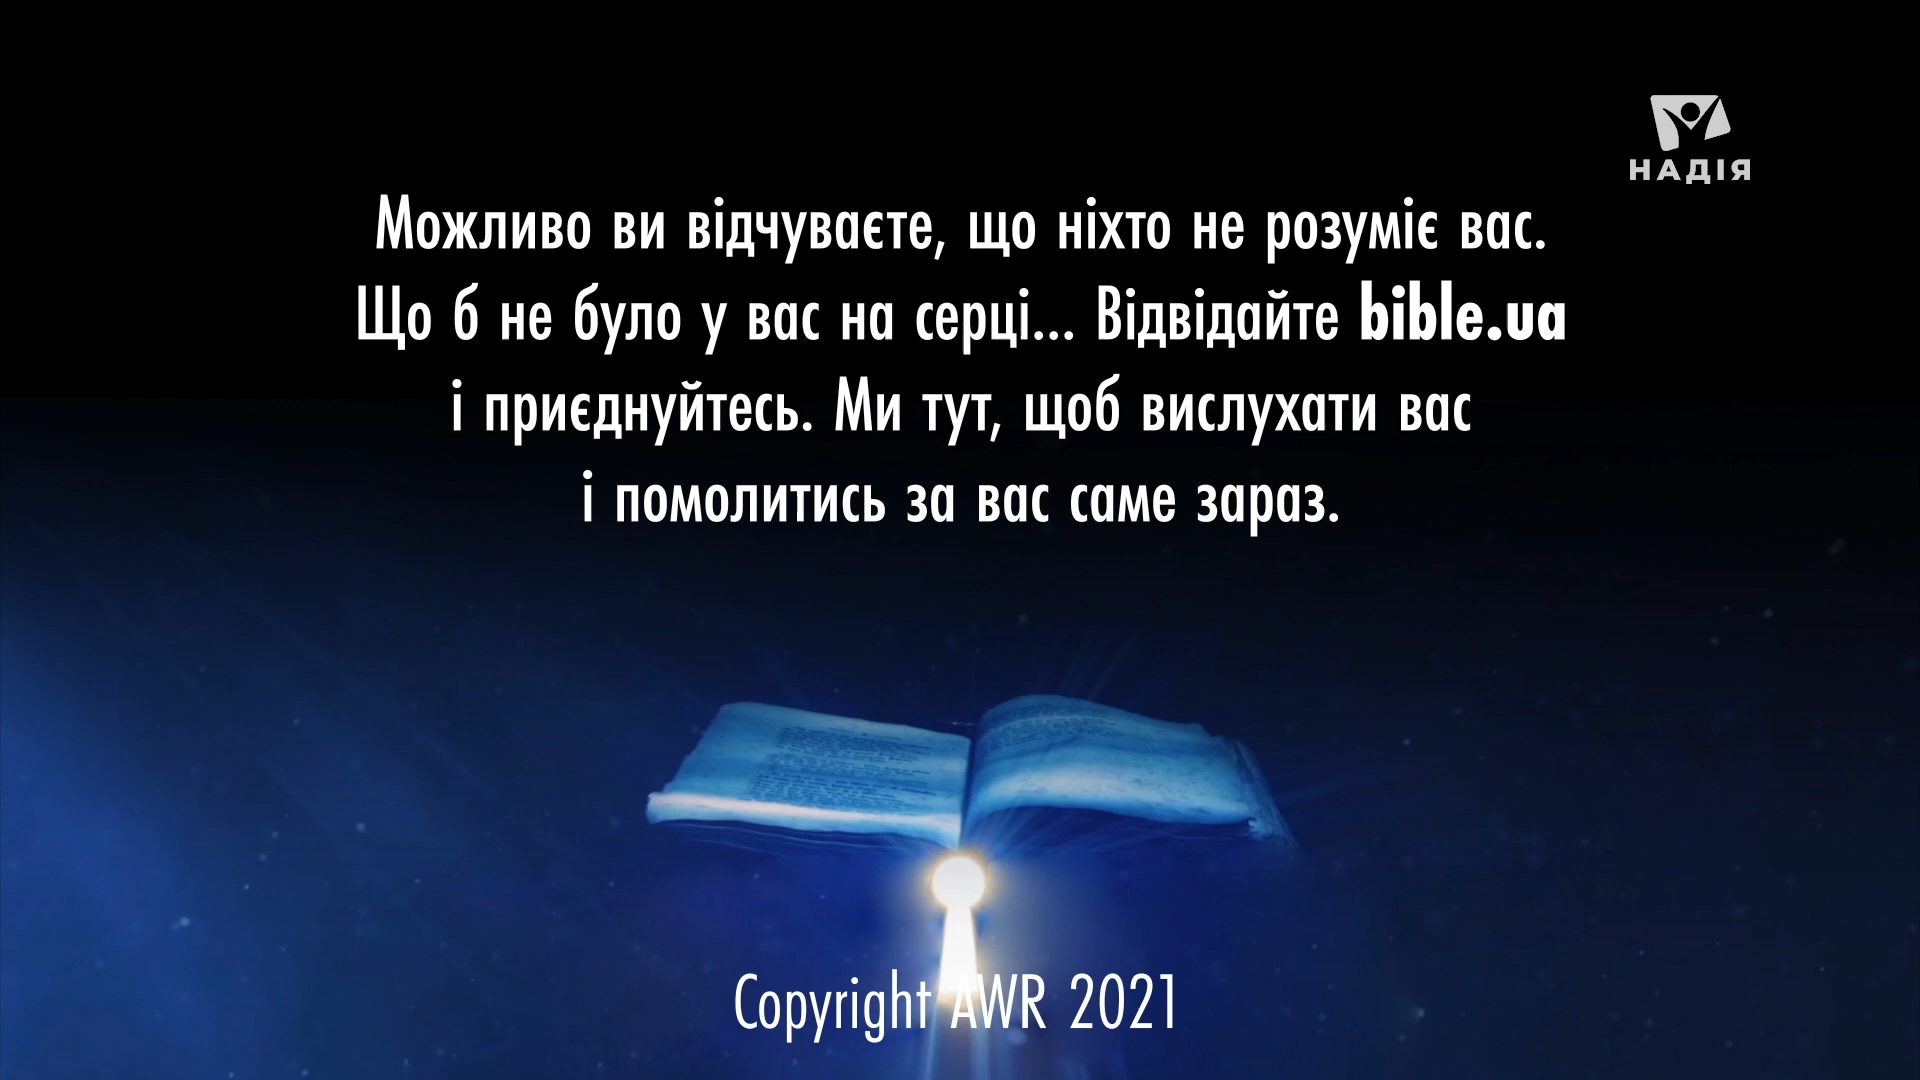 НАДІЯ
Можливо ви відчуваєте, що ніхто не розуміє вас.
Що б не було у вас на серці... Відвідайте bible.ua
і приєднуйтесь. Ми тут, щоб вислухати вас
і помолитись за вас саме зараз.
Copyright AWR 2021